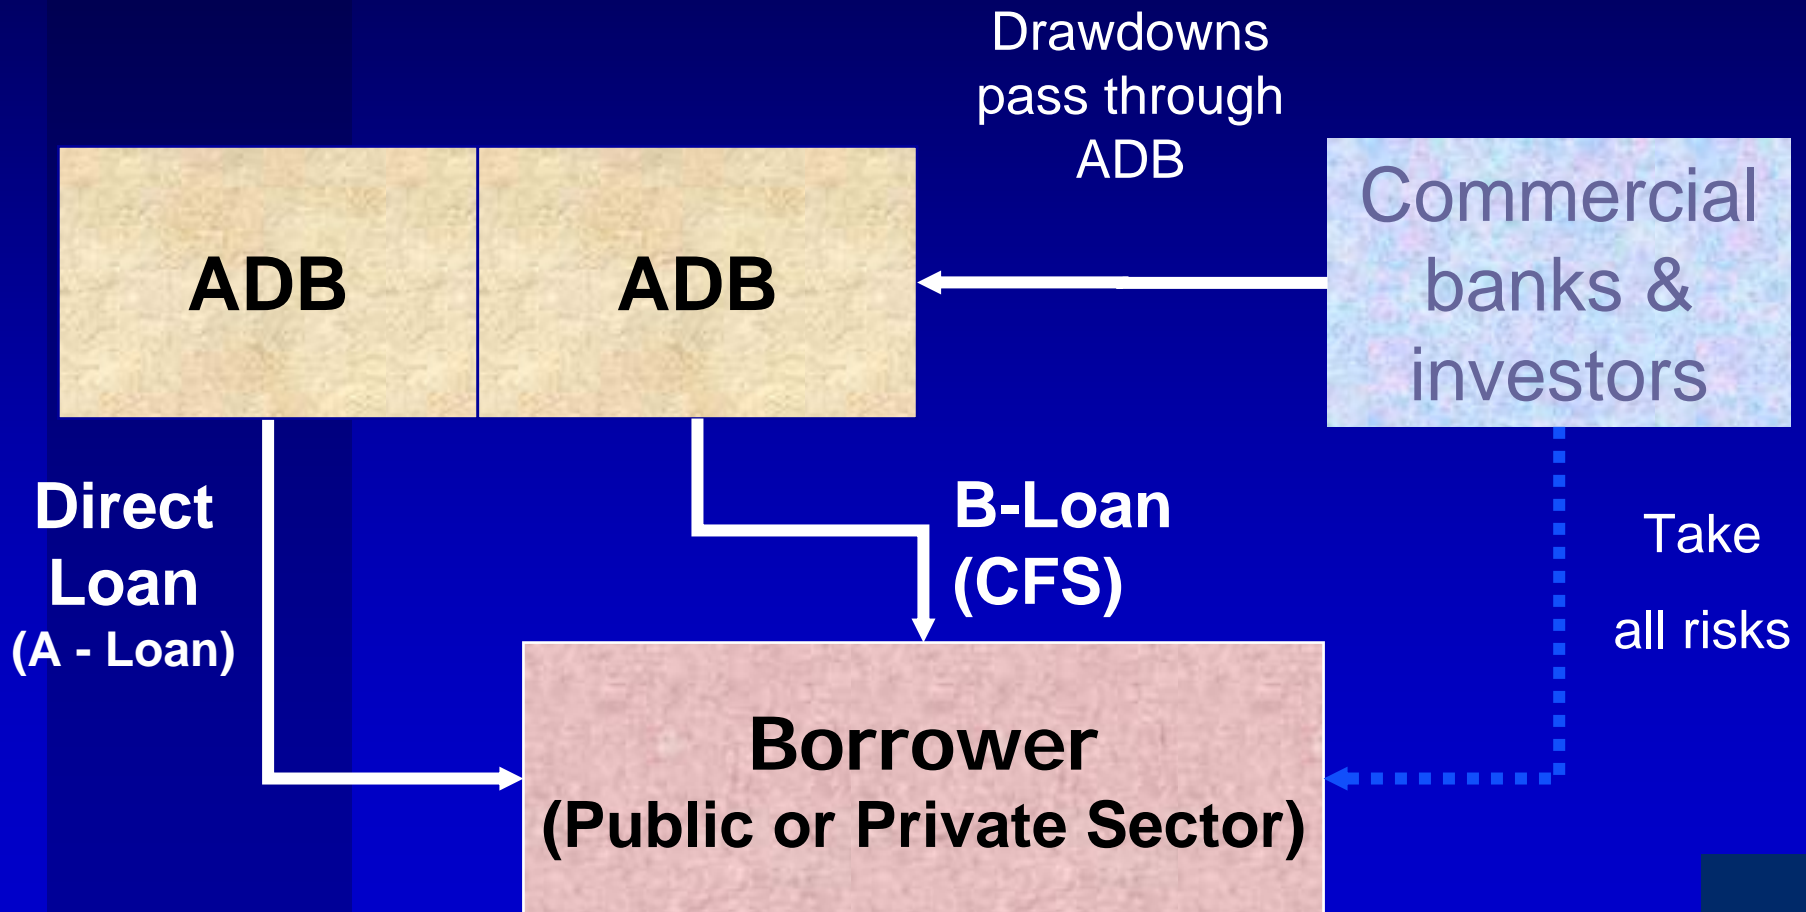 Drawdowns
pass through
ADB
ADB
ADB
Commercial
banks &
investors
Direct
Loan
(A - Loan)
B-Loan
(CFS)
Take
all risks
Borrower
(Public or Private Sector)